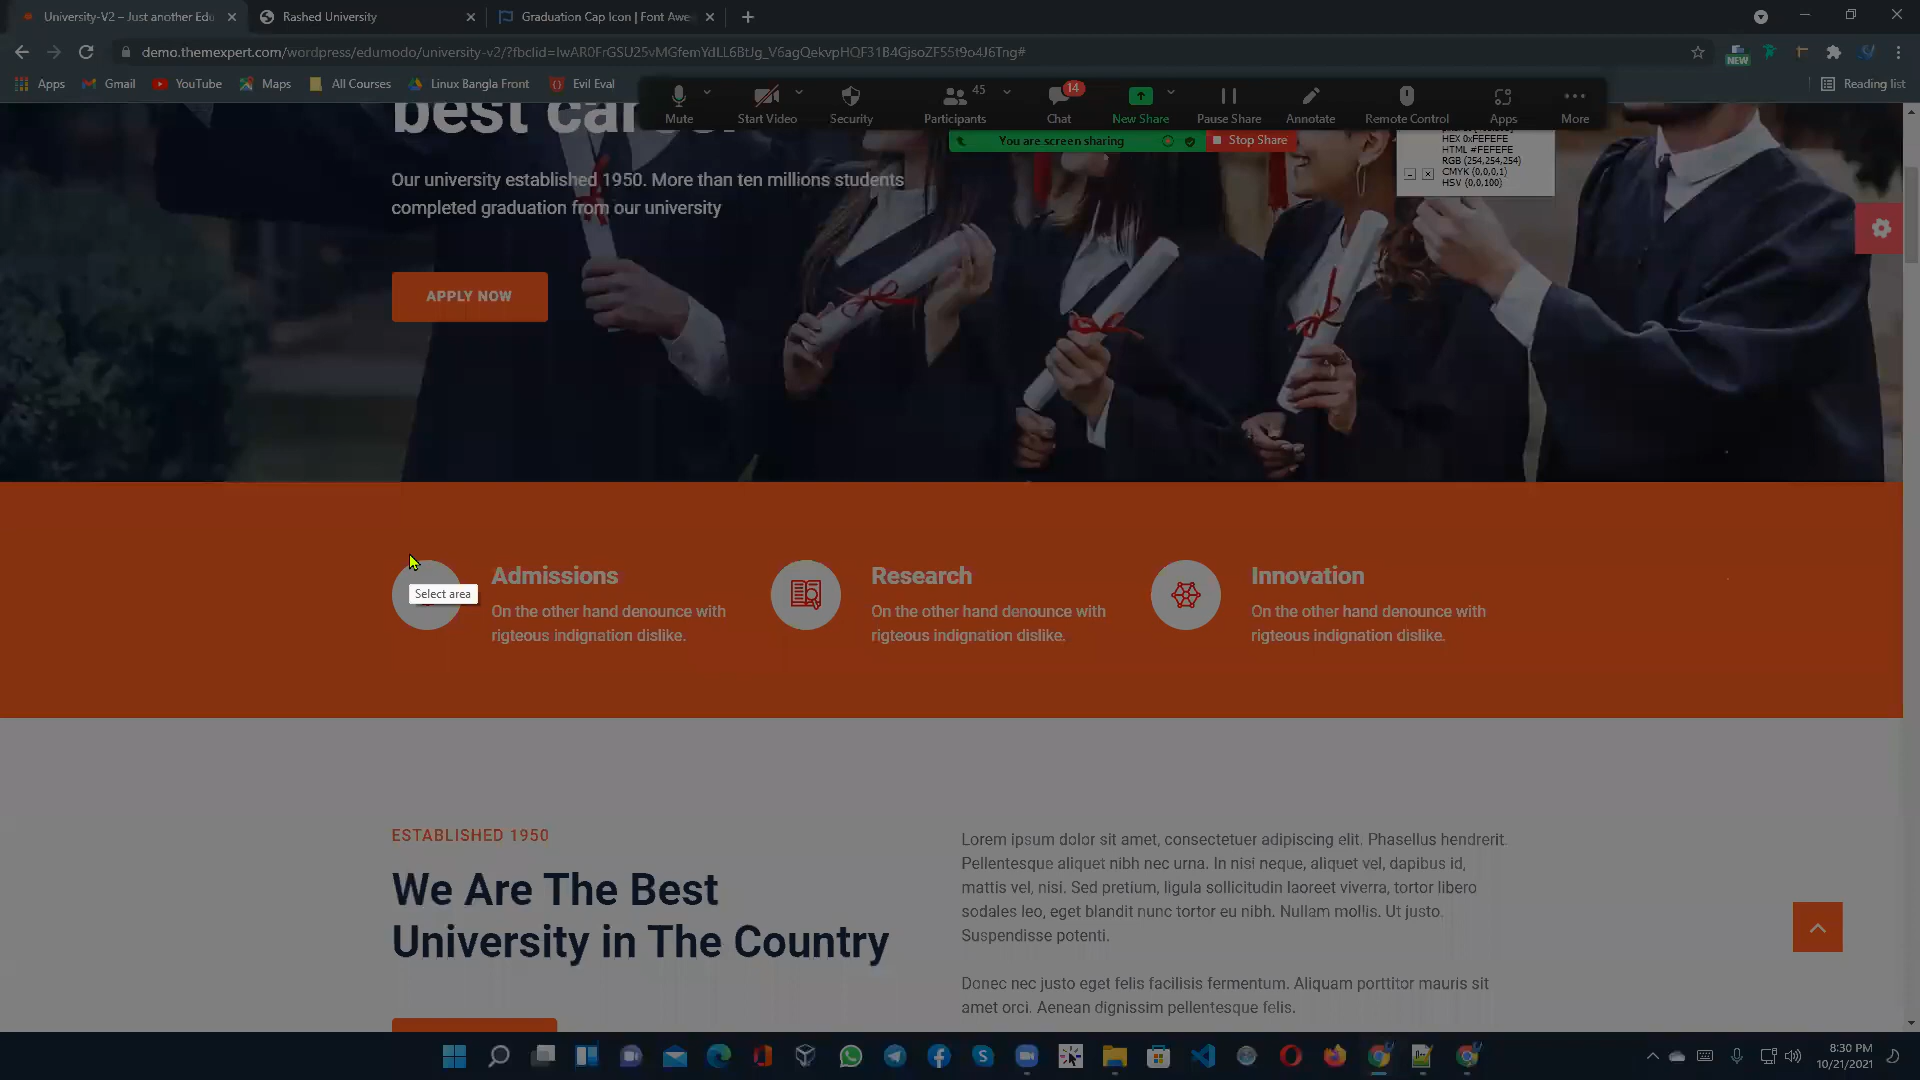 University-V2 – Just another Edu
Rashed University
Graduation Cap Icon | Font Awe
demo.themexpert.com/wordpress/edumodo/university-v2/?fbclid=
NEW
Apps
Gmail
YouTube
Maps
All Courses
Linux Bangla Front
Evil Eval
Reading list
Mute
Start Video
Security
45
Participants
14
Chat
New Share
Pause Share
Annotate
Remote Control
Apps
More
You are screen sharing
Stop Share
HEX 0xFEFEFE
HTML #FEFEFE
RGB (254,254,254)
CMYK (0,0,0,1)
HSV (0,0,100)
best career
Our university established 1950. More than ten millions students
completed graduation from our university
APPLY NOW
Select area
Admissions
On the other hand denounce with
rigteous indignation dislike.
Research
On the other hand denounce with
rigteous indignation dislike.
Innovation
On the other hand denounce with
rigteous indignation dislike.
ESTABLISHED 1950
We Are The Best
University in The Country
Lorem ipsum dolor sit amet, consectetuer adipiscing elit. Phasellus hendrerit.
Pellentesque aliquet nibh nec urna. In nisi neque, aliquet vel, dapibus id,
mattis vel, nisi. Sed pretium, ligula sollicitudin laoreet viverra, tortor libero
sodales leo, eget blandit nunc tortor eu nibh. Nullam mollis. Ut justo.
Suspendisse potenti.
Donec nec justo eget felis facilisis fermentum. Aliquam porttitor mauris sit
amet orci. Aenean dignissim pellentesque felis.
8:30 PM
10/21/2021